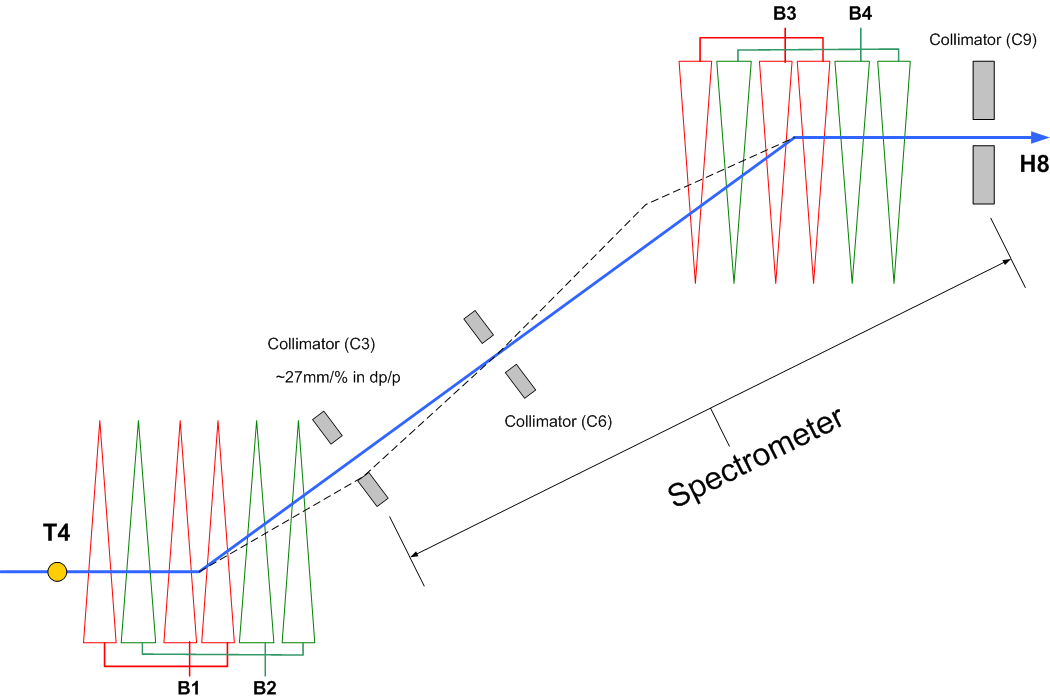 B3
B4
Collimator (C9)
H8
Collimator (C3)
~27mm/% in dp/p
Collimator (C6)
Spectrometer
T4
B1
B2